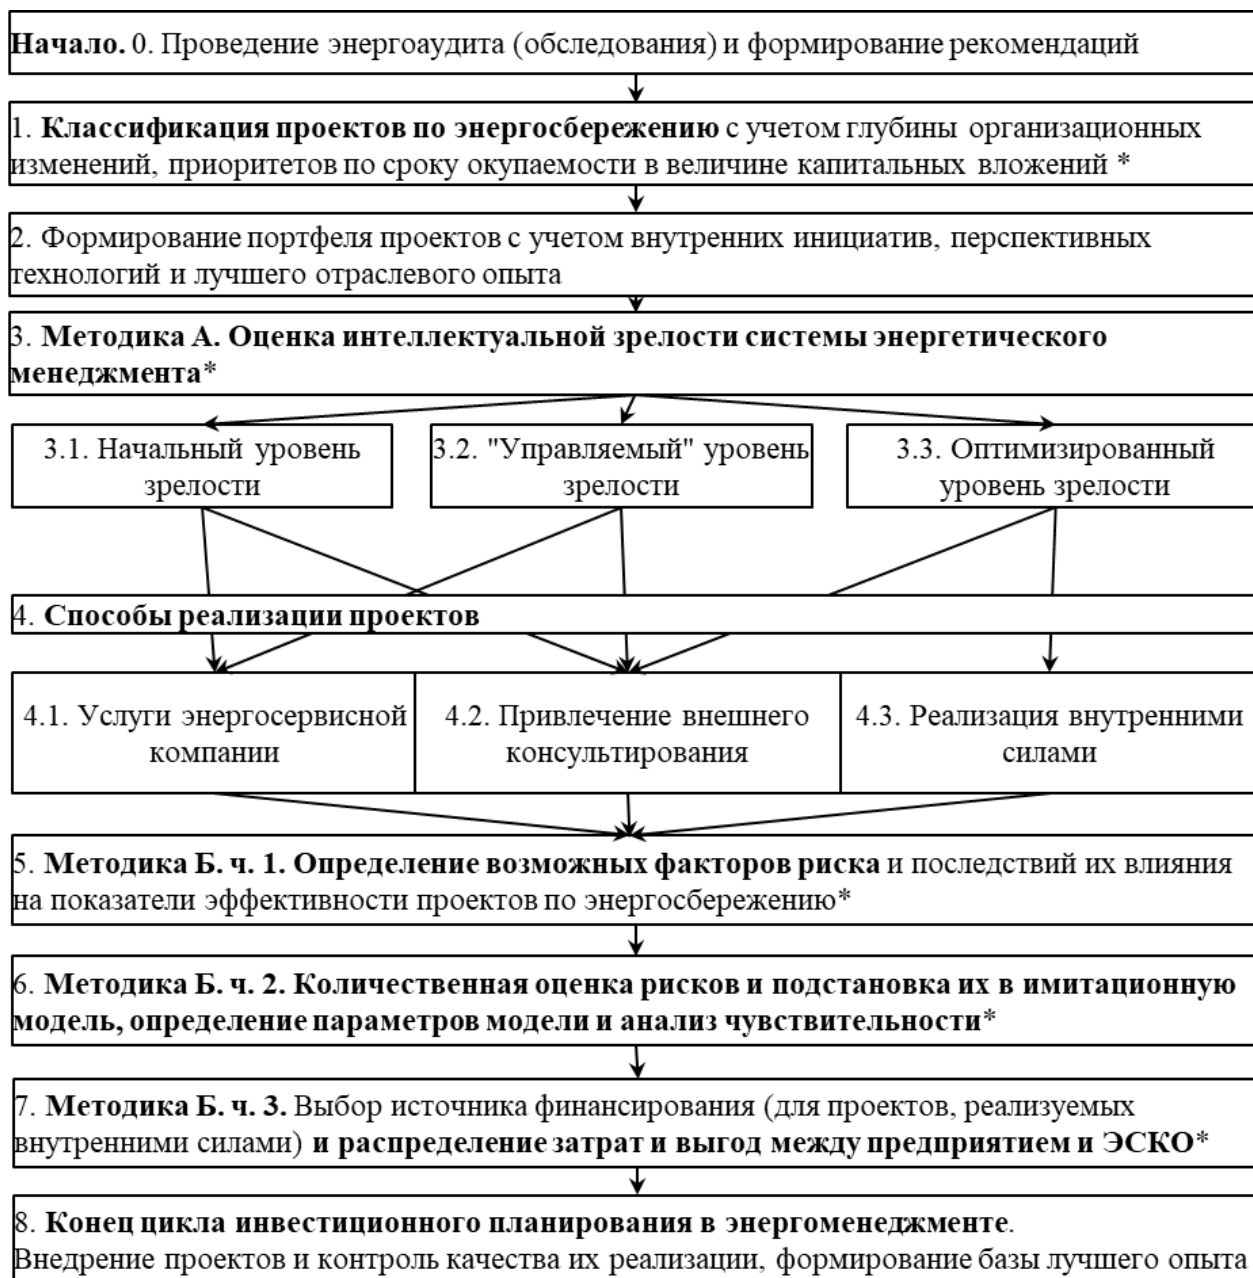 Начало. 0. Проведение энергоаудита (обследования) и формирование рекомендаций
1. Классификация проектов по энергосбережению с учетом глубины организационных
изменений, приоритетов по сроку окупаемости в величине капитальных вложений *
2. Формирование портфеля проектов с учетом внутренних инициатив, перспективных
технологий и лучшего отраслевого опыта
3. Методика А. Оценка интеллектуальной зрелости системы энергетического
менеджмента*
3.1. Начальный уровень
зрелости
3.2. "Управляемый" уровень
зрелости
3.3. Оптимизированный
уровень зрелости
4. Способы реализации проектов
4.1. Услуги энергосервисной
компании
4.2. Привлечение внешнего
консультирования
4.3. Реализация внутренними
силами
5. Методика Б. ч. 1. Определение возможных факторов риска и последствий их влияния
на показатели эффективности проектов по энергосбережению*
6. Методика Б. ч. 2. Количественная оценка рисков и подстановка их в имитационную
модель, определение параметров модели и анализ чувствительности*
7. Методика Б. ч. 3. Выбор источника финансирования (для проектов, реализуемых
внутренними силами) и распределение затрат и выгод между предприятием и ЭСКО*
8. Конец цикла инвестиционного планирования в энергоменеджменте.
Внедрение проектов и контроль качества их реализации, формирование базы лучшего опыта